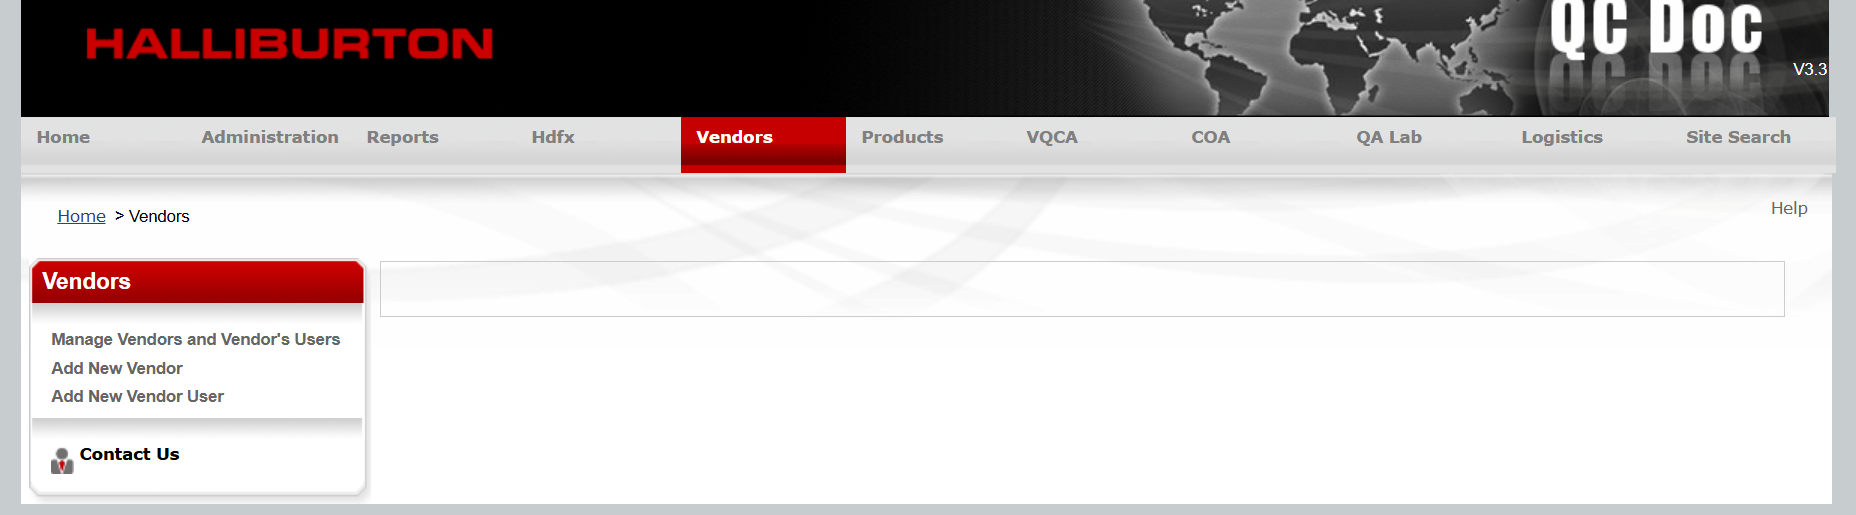 HALLIBURTON
QC Doc
V3.3
Home Administration Reports Hdfx Vendors Products VQCA COA QA Lab Logistics Site Search
Home > Vendors
Help
Vendors
Manage Vendors and Vendor's Users
Add New Vendor
Add New Vendor User
Contact Us